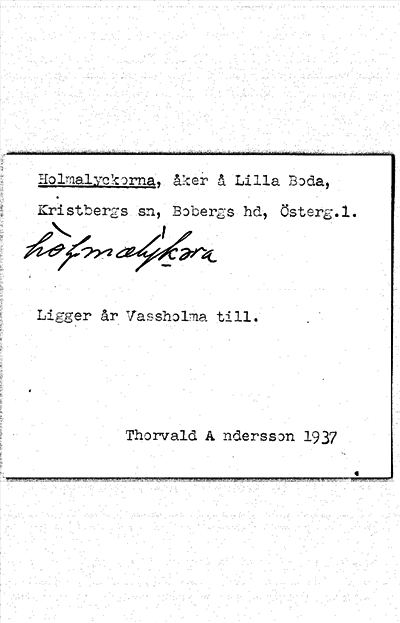 Holmalyckorna, åker å Lilla Boda,
Kristbergs sn, Bobergs hd, Österg.l.
Ligger år Vassholma till.
Thorvald A ndersson 1937